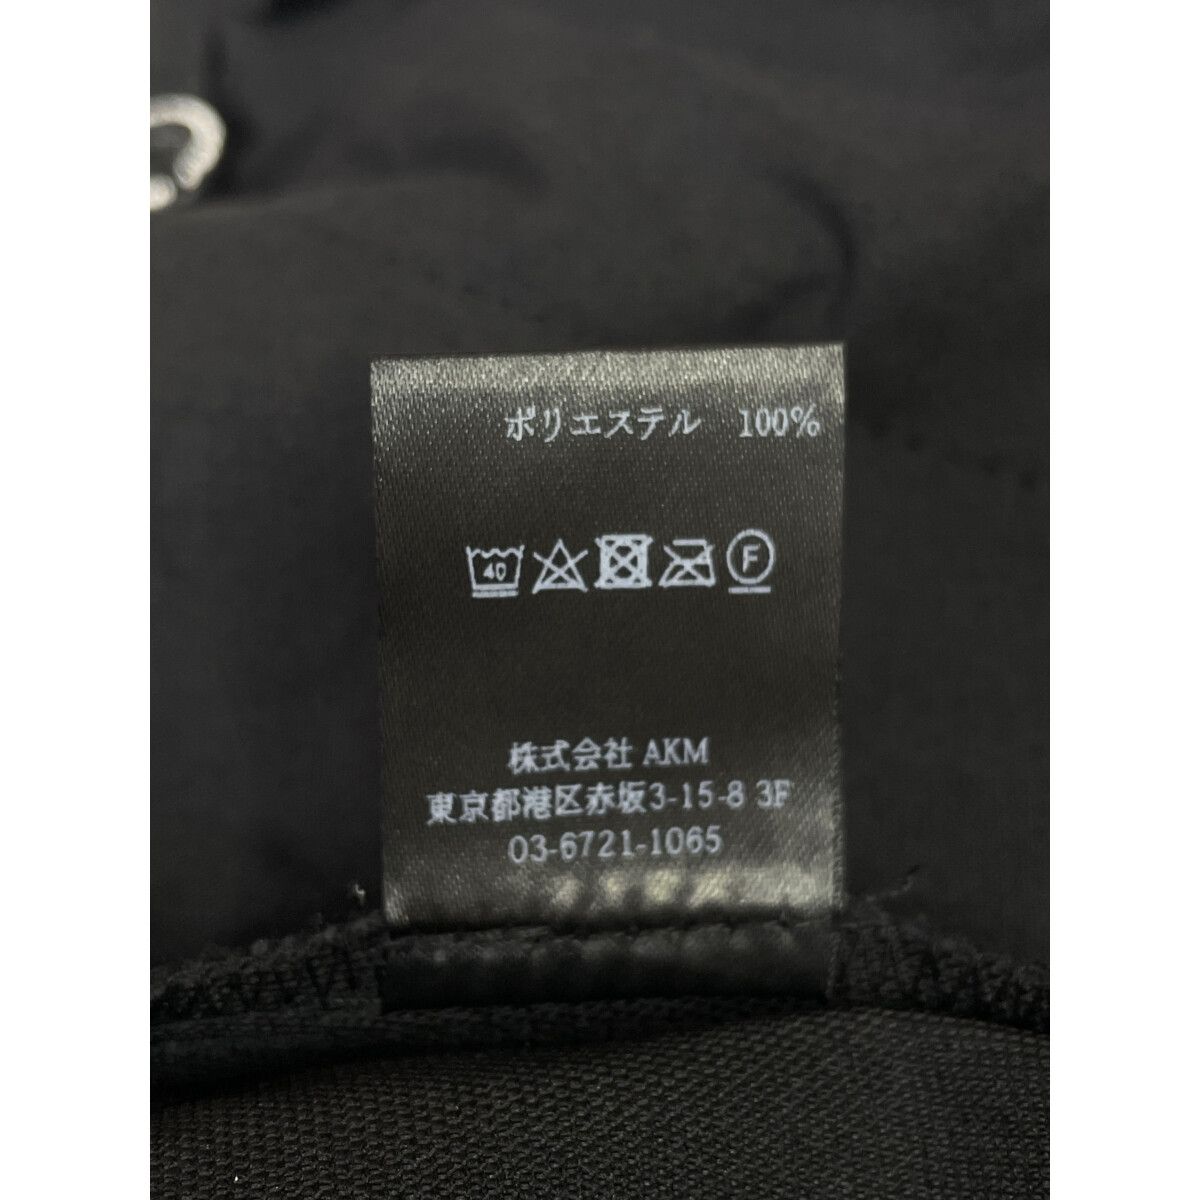 ポリエステル 100%
40 F
株式会社 AKM
東京都港区赤坂3-15-8 3F
03-6721-1065